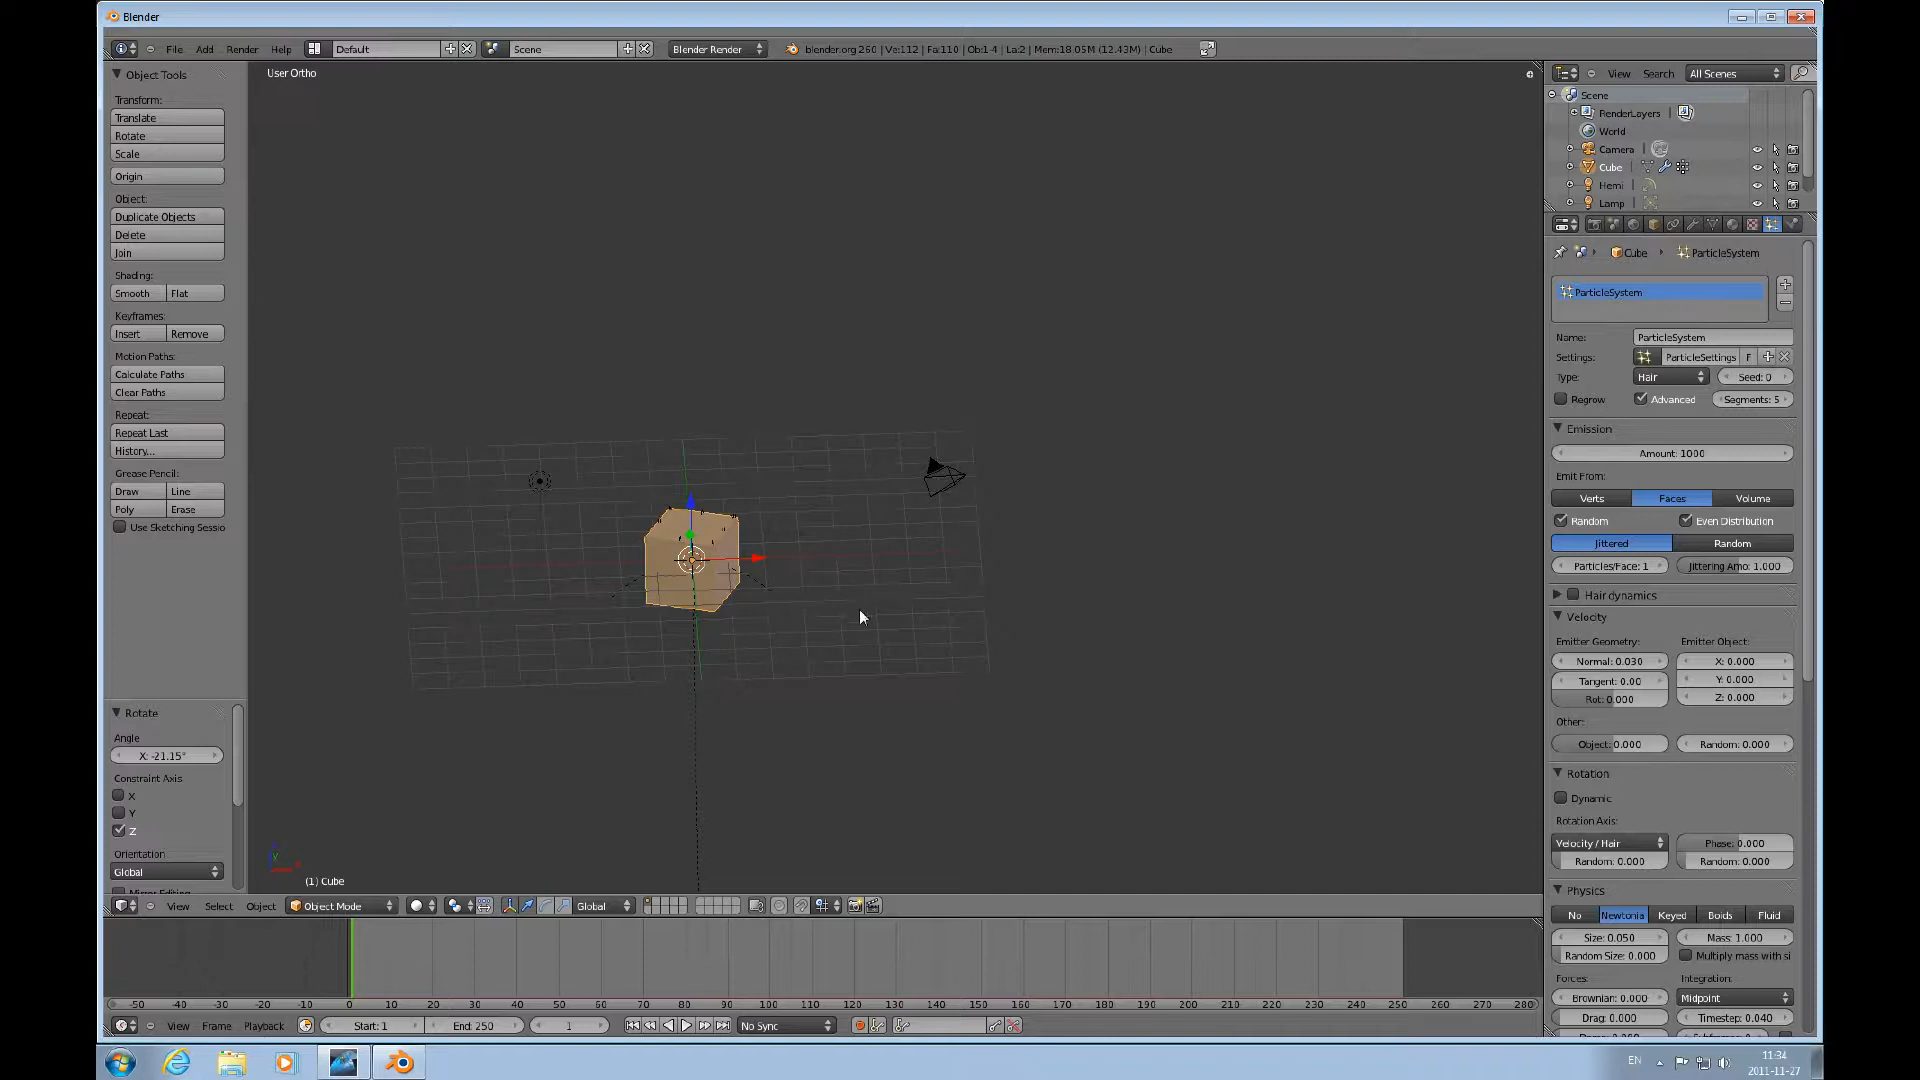 Blender
File Add Render Help Default Scene Blender Render blender.org 260 | Ve:112 | Fa:110 | Ob:1-4 | La:2 | Mem:18.05M (12.43M) | Cube
Object Tools
Transform:
Translate
Rotate
Scale
Origin
Object:
Duplicate Objects
Delete
Join
Shading:
Smooth Flat
Keyframes:
Insert Remove
Motion Paths:
Calculate Paths
Clear Paths
Repeat:
Repeat Last
History...
Grease Pencil:
Draw Line
Poly Erase
Use Sketching Sessio
Rotate
Angle
X: -21.15°
Constraint Axis
X
Y
Z
Orientation
Global
User Ortho
(1) Cube
View Select Object Object Mode Global
-50 -40 -30 -20 -10 0 10 20 30 40 50 60 70 80 90 100 110 120 130 140 150 160 170 180 190 200 210 220 230 240 250 260 270 280
View Frame Playback Start: 1 End: 250 1 No Sync
View Search All Scenes
Scene
RenderLayers |
World
Camera |
Cube |
Hemi |
Lamp |
Cube ParticleSystem
ParticleSystem
Name: ParticleSystem
Settings: ParticleSettings F
Type: Hair Seed: 0
Regrow Advanced Segments: 5
Emission
Amount: 1000
Emit From:
Verts Faces Volume
Random Even Distribution
Jittered Random
Particles/Face: 1 Jittering Amo: 1.000
Hair dynamics
Velocity
Emitter Geometry: Emitter Object:
Normal: 0.030 X: 0.000
Tangent: 0.00 Y: 0.000
Rot: 0.000 Z: 0.000
Other:
Object: 0.000 Random: 0.000
Rotation
Dynamic
Rotation Axis:
Velocity / Hair Phase: 0.000
Random: 0.000 Random: 0.000
Physics
No Newtonia Keyed Boids Fluid
Size: 0.050 Mass: 1.000
Random Size: 0.000 Multiply mass with si
Forces: Integration:
Brownian: 0.000 Midpoint
Drag: 0.000 Timestep: 0.040
EN 11:34
2011-11-27